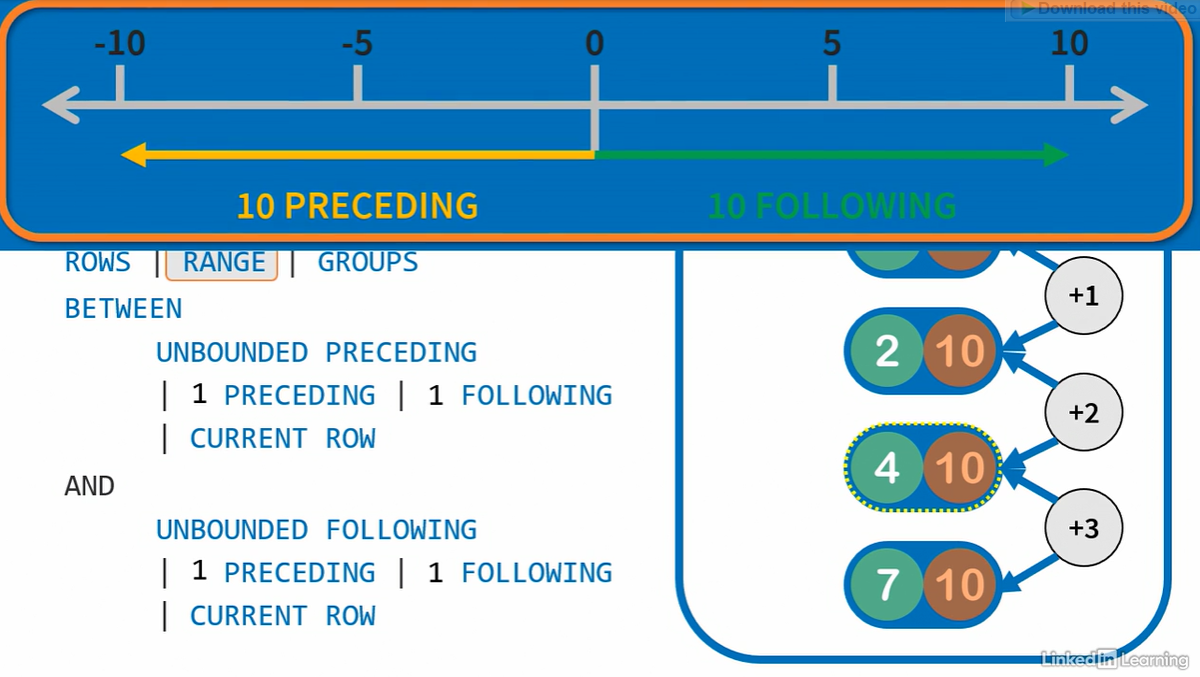 Download this video
-10 -5 0 5 10
10 PRECEDING 10 FOLLOWING
ROWS | RANGE | GROUPS
+1
BETWEEN
UNBOUNDED PRECEDING
2 10
| 1 PRECEDING | 1 FOLLOWING
+2
| CURRENT ROW
4 10
AND
UNBOUNDED FOLLOWING
+3
| 1 PRECEDING | 1 FOLLOWING
7 10
| CURRENT ROW
Linked in Learning